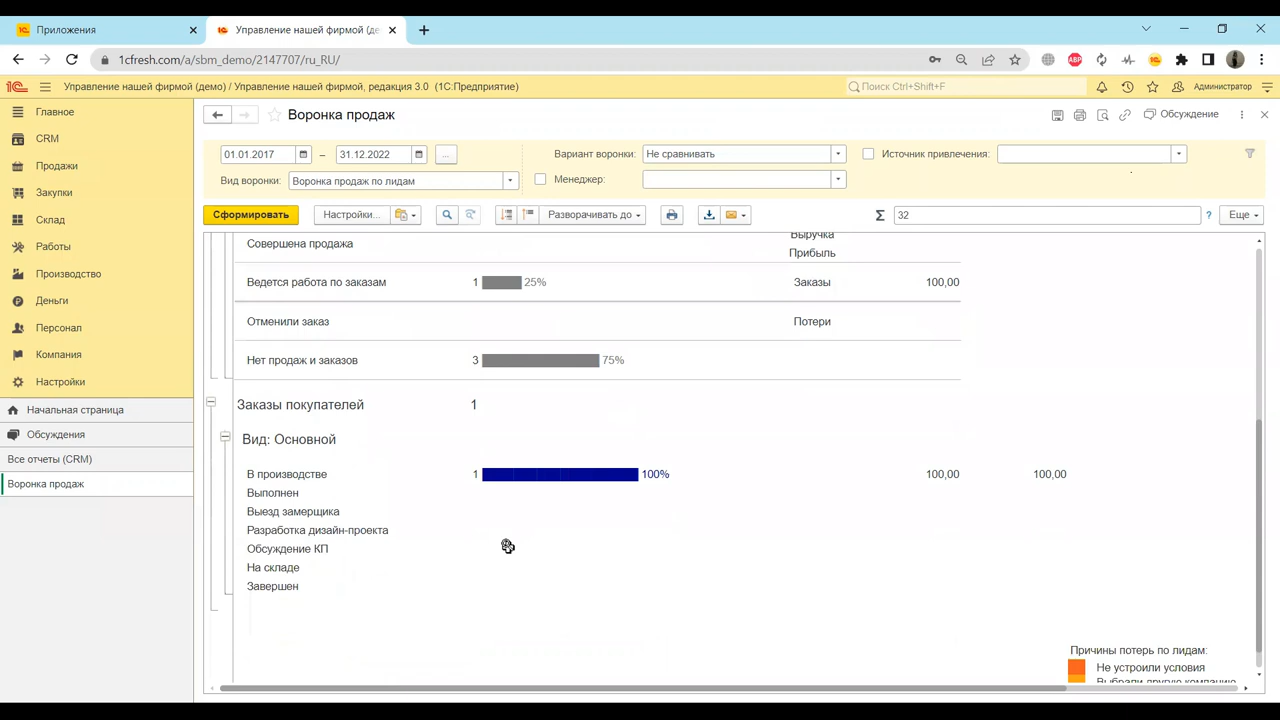 Приложения
Управление нашей фирмой (де
1cfresh.com/a/sbm_demo/2147707/ru_RU/
ABP
1С
Управление нашей фирмой (демо) / Управление нашей фирмой, редакция 3.0 (1С:Предприятие)
Поиск Ctrl+Shift+F
Администратор
Главное
CRM
Продажи
Закупки
Склад
Работы
Производство
Деньги
Персонал
Компания
Настройки
Начальная страница
Обсуждения
Все отчеты (CRM)
Воронка продаж
Воронка продаж
Обсуждение
01.01.2017 – 31.12.2022 ...
Вариант воронки: Не сравнивать
Источник привлечения:
Вид воронки: Воронка продаж по лидам
Менеджер:
Сформировать
Настройки...
Разворачивать до
Σ 32
?
Еще
Совершена продажа
Выручка
Прибыль
Ведется работа по заказам 1 25% Заказы 100,00
Отменили заказ Потери
Нет продаж и заказов 3 75%
Заказы покупателей 1
Вид: Основной
В производстве 1 100% 100,00 100,00
Выполнен
Выезд замерщика
Разработка дизайн-проекта
Обсуждение КП
На складе
Завершен
Причины потерь по лидам:
Не устроили условия
Выбрали другую компанию